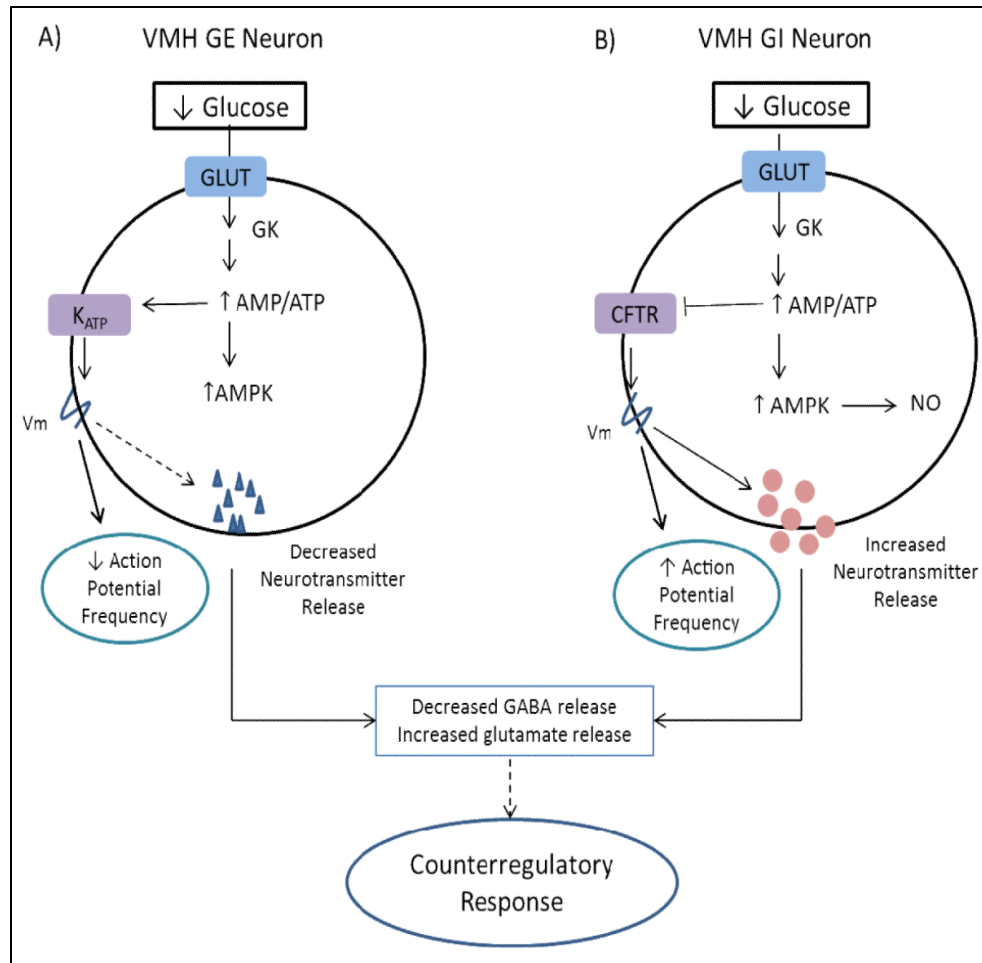 A) VMH GE Neuron
↓ Glucose
GLUT
GK
↑ AMP/ATP
K_ATP
↑AMPK
Vm
↓ Action
Potential
Frequency
Decreased
Neurotransmitter
Release
B) VMH GI Neuron
↓ Glucose
GLUT
GK
↑ AMP/ATP
CFTR
↑ AMPK
NO
Vm
↑ Action
Potential
Frequency
Increased
Neurotransmitter
Release
Decreased GABA release
Increased glutamate release
Counterregulatory
Response